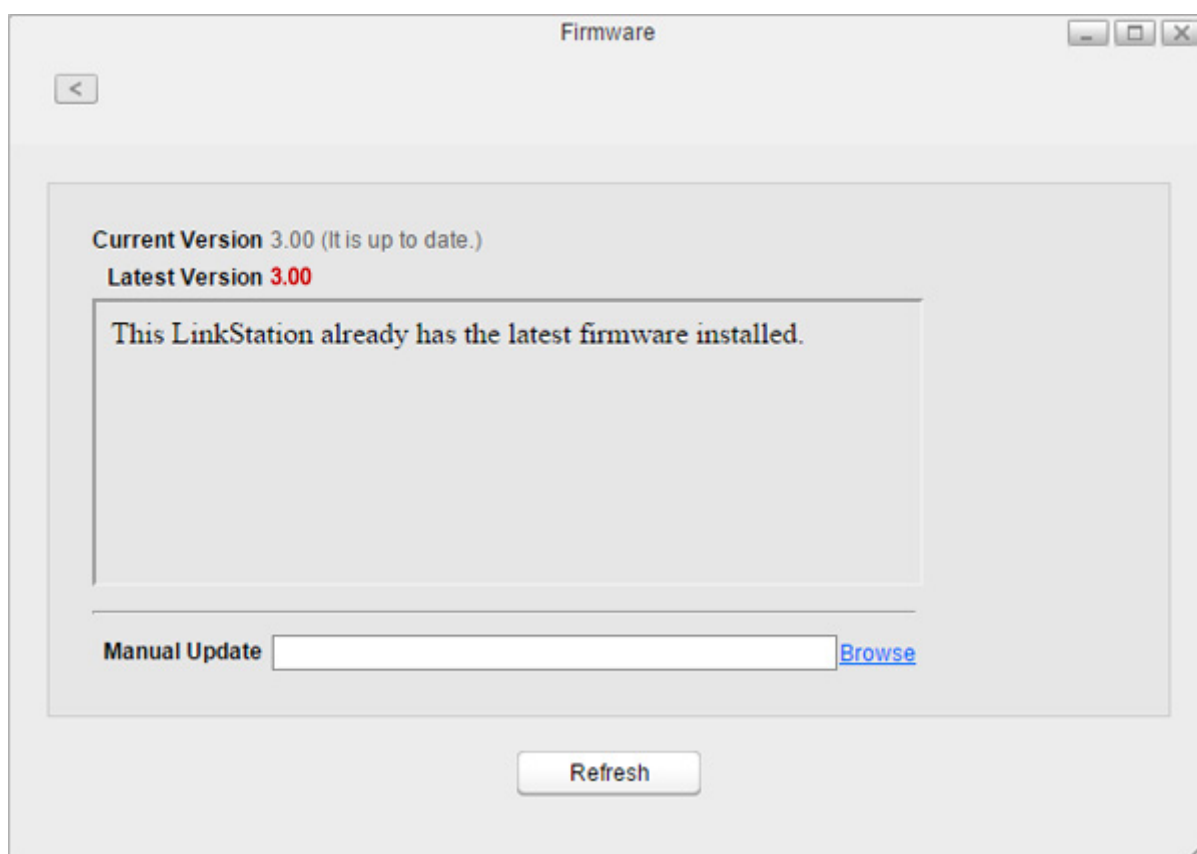 Firmware
<
Current Version 3.00 (It is up to date.)
Latest Version 3.00
This LinkStation already has the latest firmware installed.
Manual Update Browse
Refresh